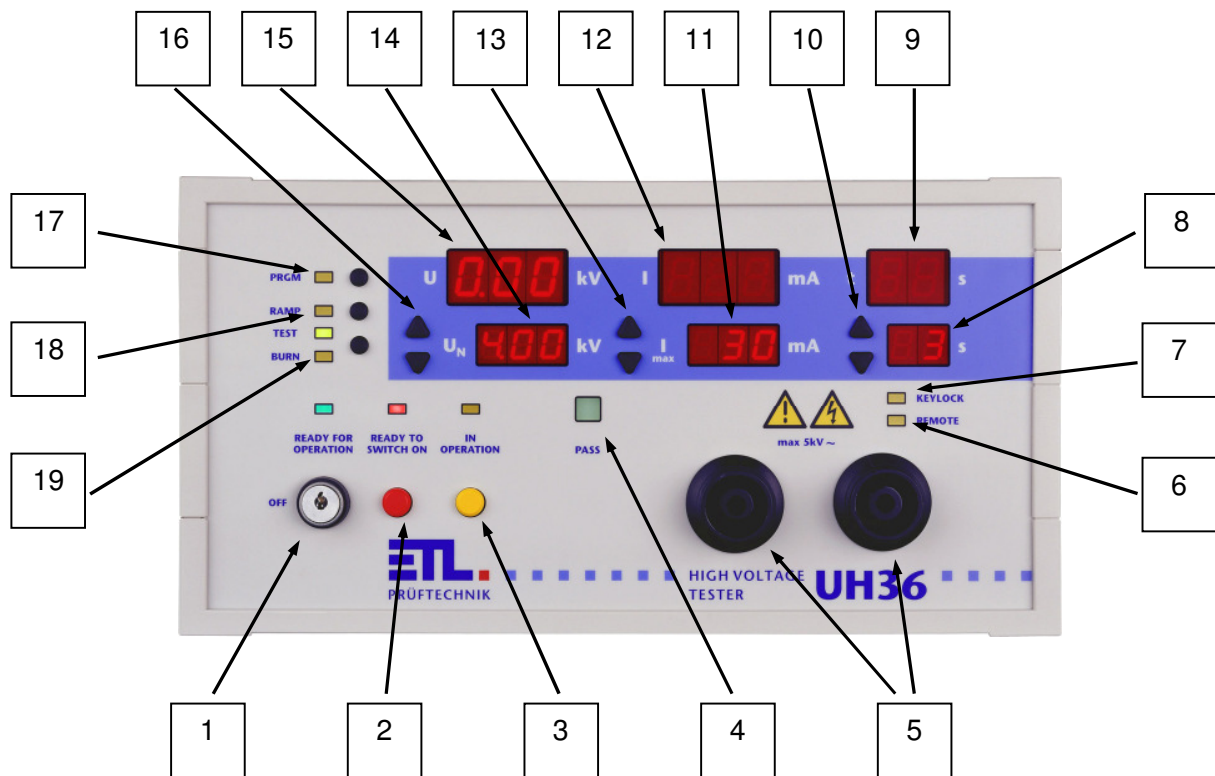 16 15 14 13 12 11 10 9
17
8
PRGM
U 0.00 kV I mA s
18
RAMP
TEST
BURN
UN 4.00 kV I max 30 mA 3 s
7
KEYLOCK
REMOTE
READY FOR OPERATION
READY TO SWITCH ON
IN OPERATION
PASS
max 5kV ~
19
6
OFF
ETL.
PRÜFTECHNIK
HIGH VOLTAGE
TESTER
UH36
1 2 3 4 5